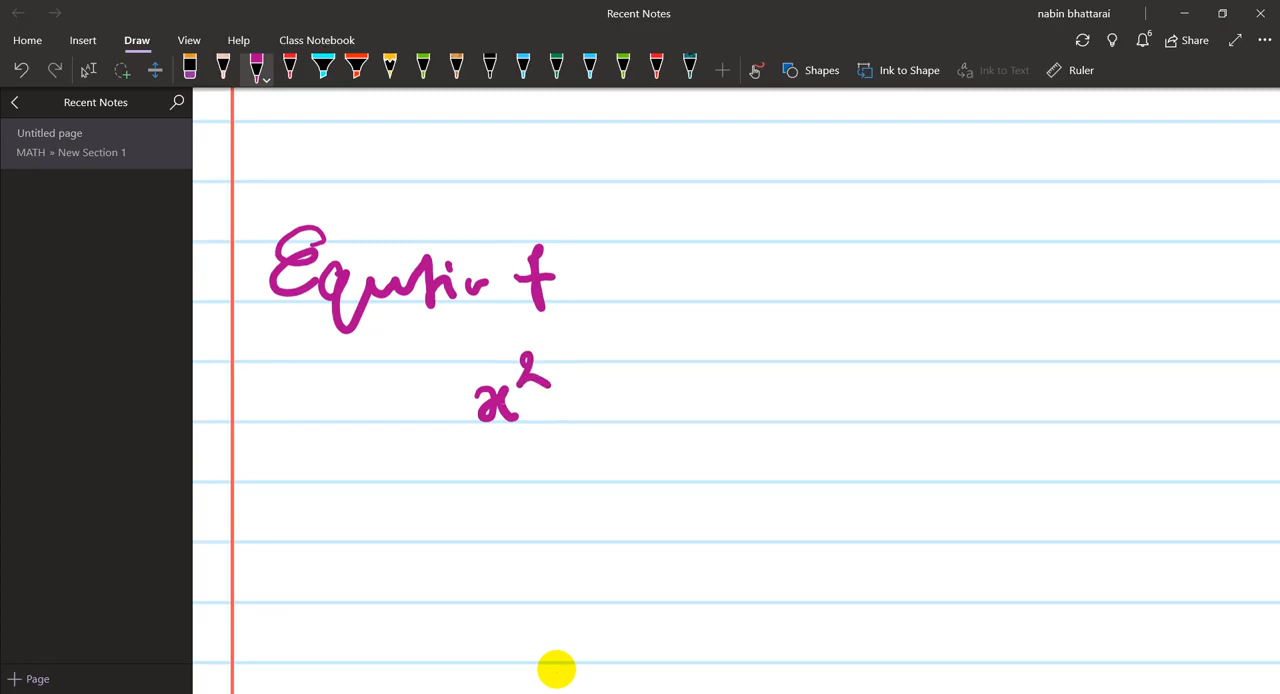 Recent Notes
nabin bhattarai
Home Insert Draw View Help Class Notebook
6
Share
Shapes Ink to Shape Ink to Text Ruler
Recent Notes
Untitled page
MATH » New Section 1
x²
Page